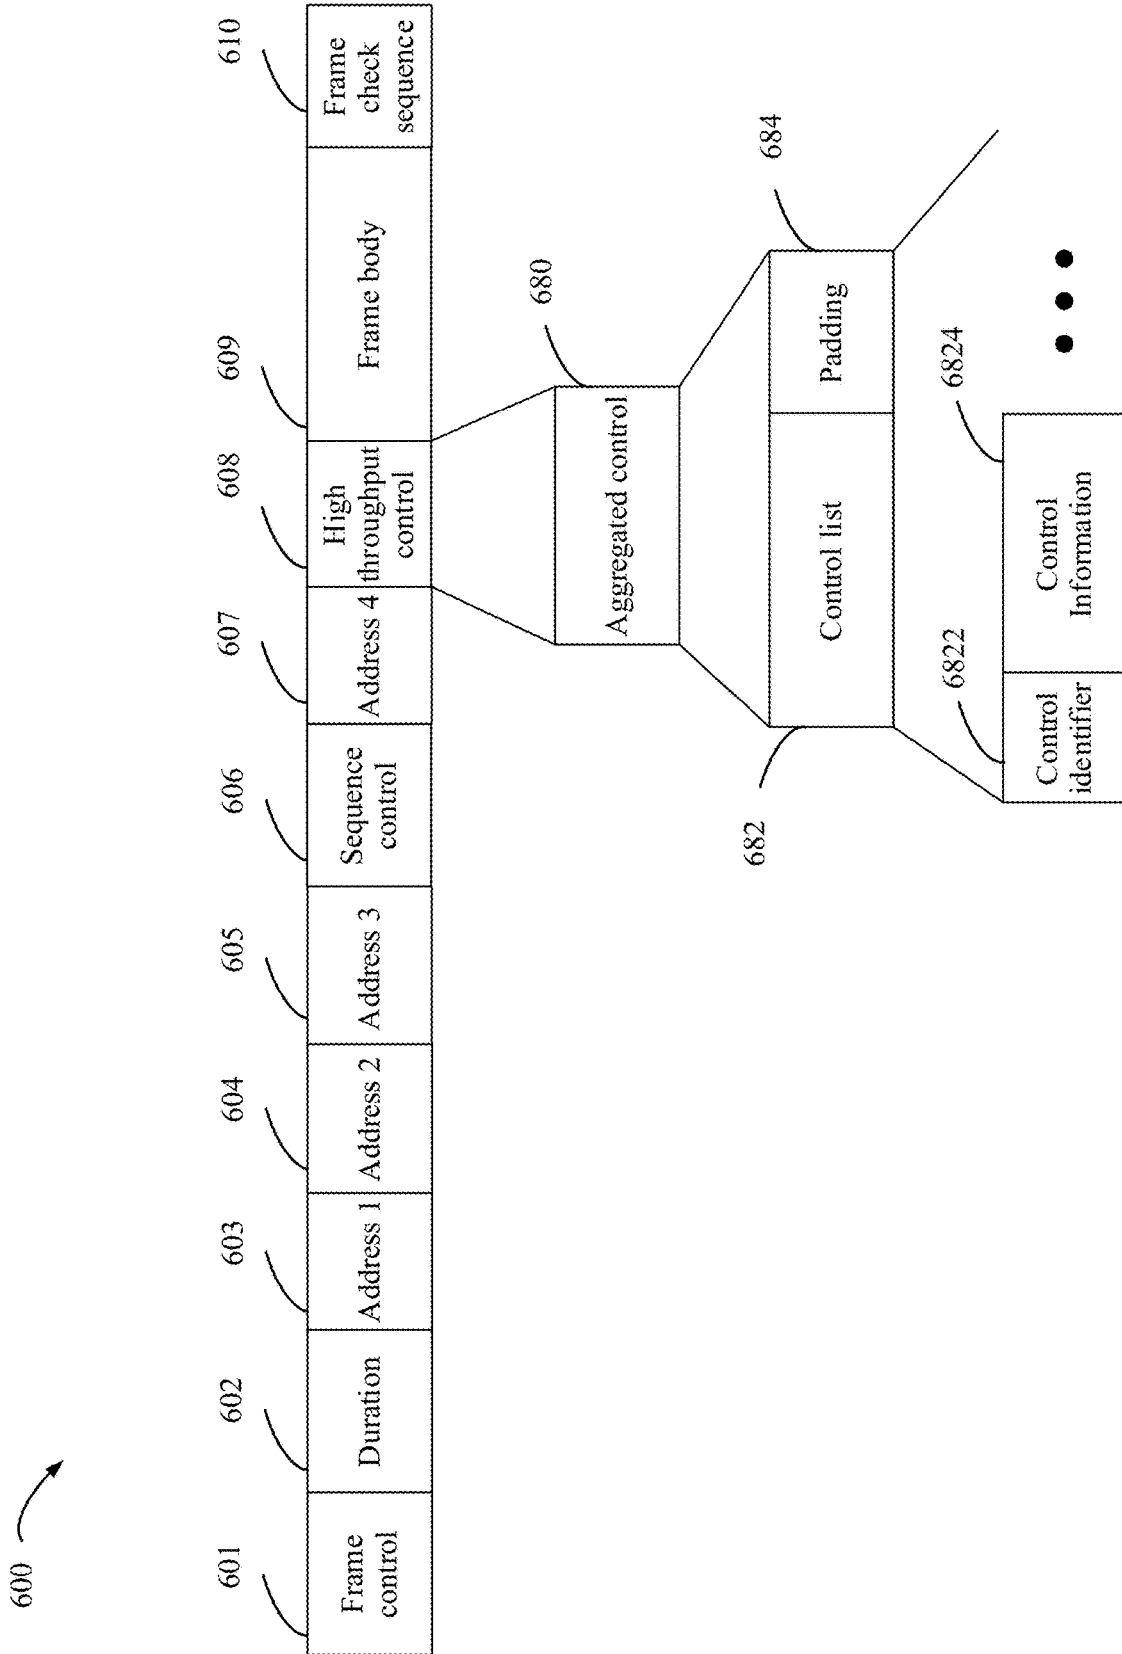 600
601
602
603
604
605
606
607
608
609
610
Frame
control
Duration
Address 1
Address 2
Address 3
Sequence
control
Address 4
High
throughput
control
Frame body
Frame
check
sequence
680
Aggregated control
682
684
Control list
Padding
6822
6824
Control
identifier
Control
Information